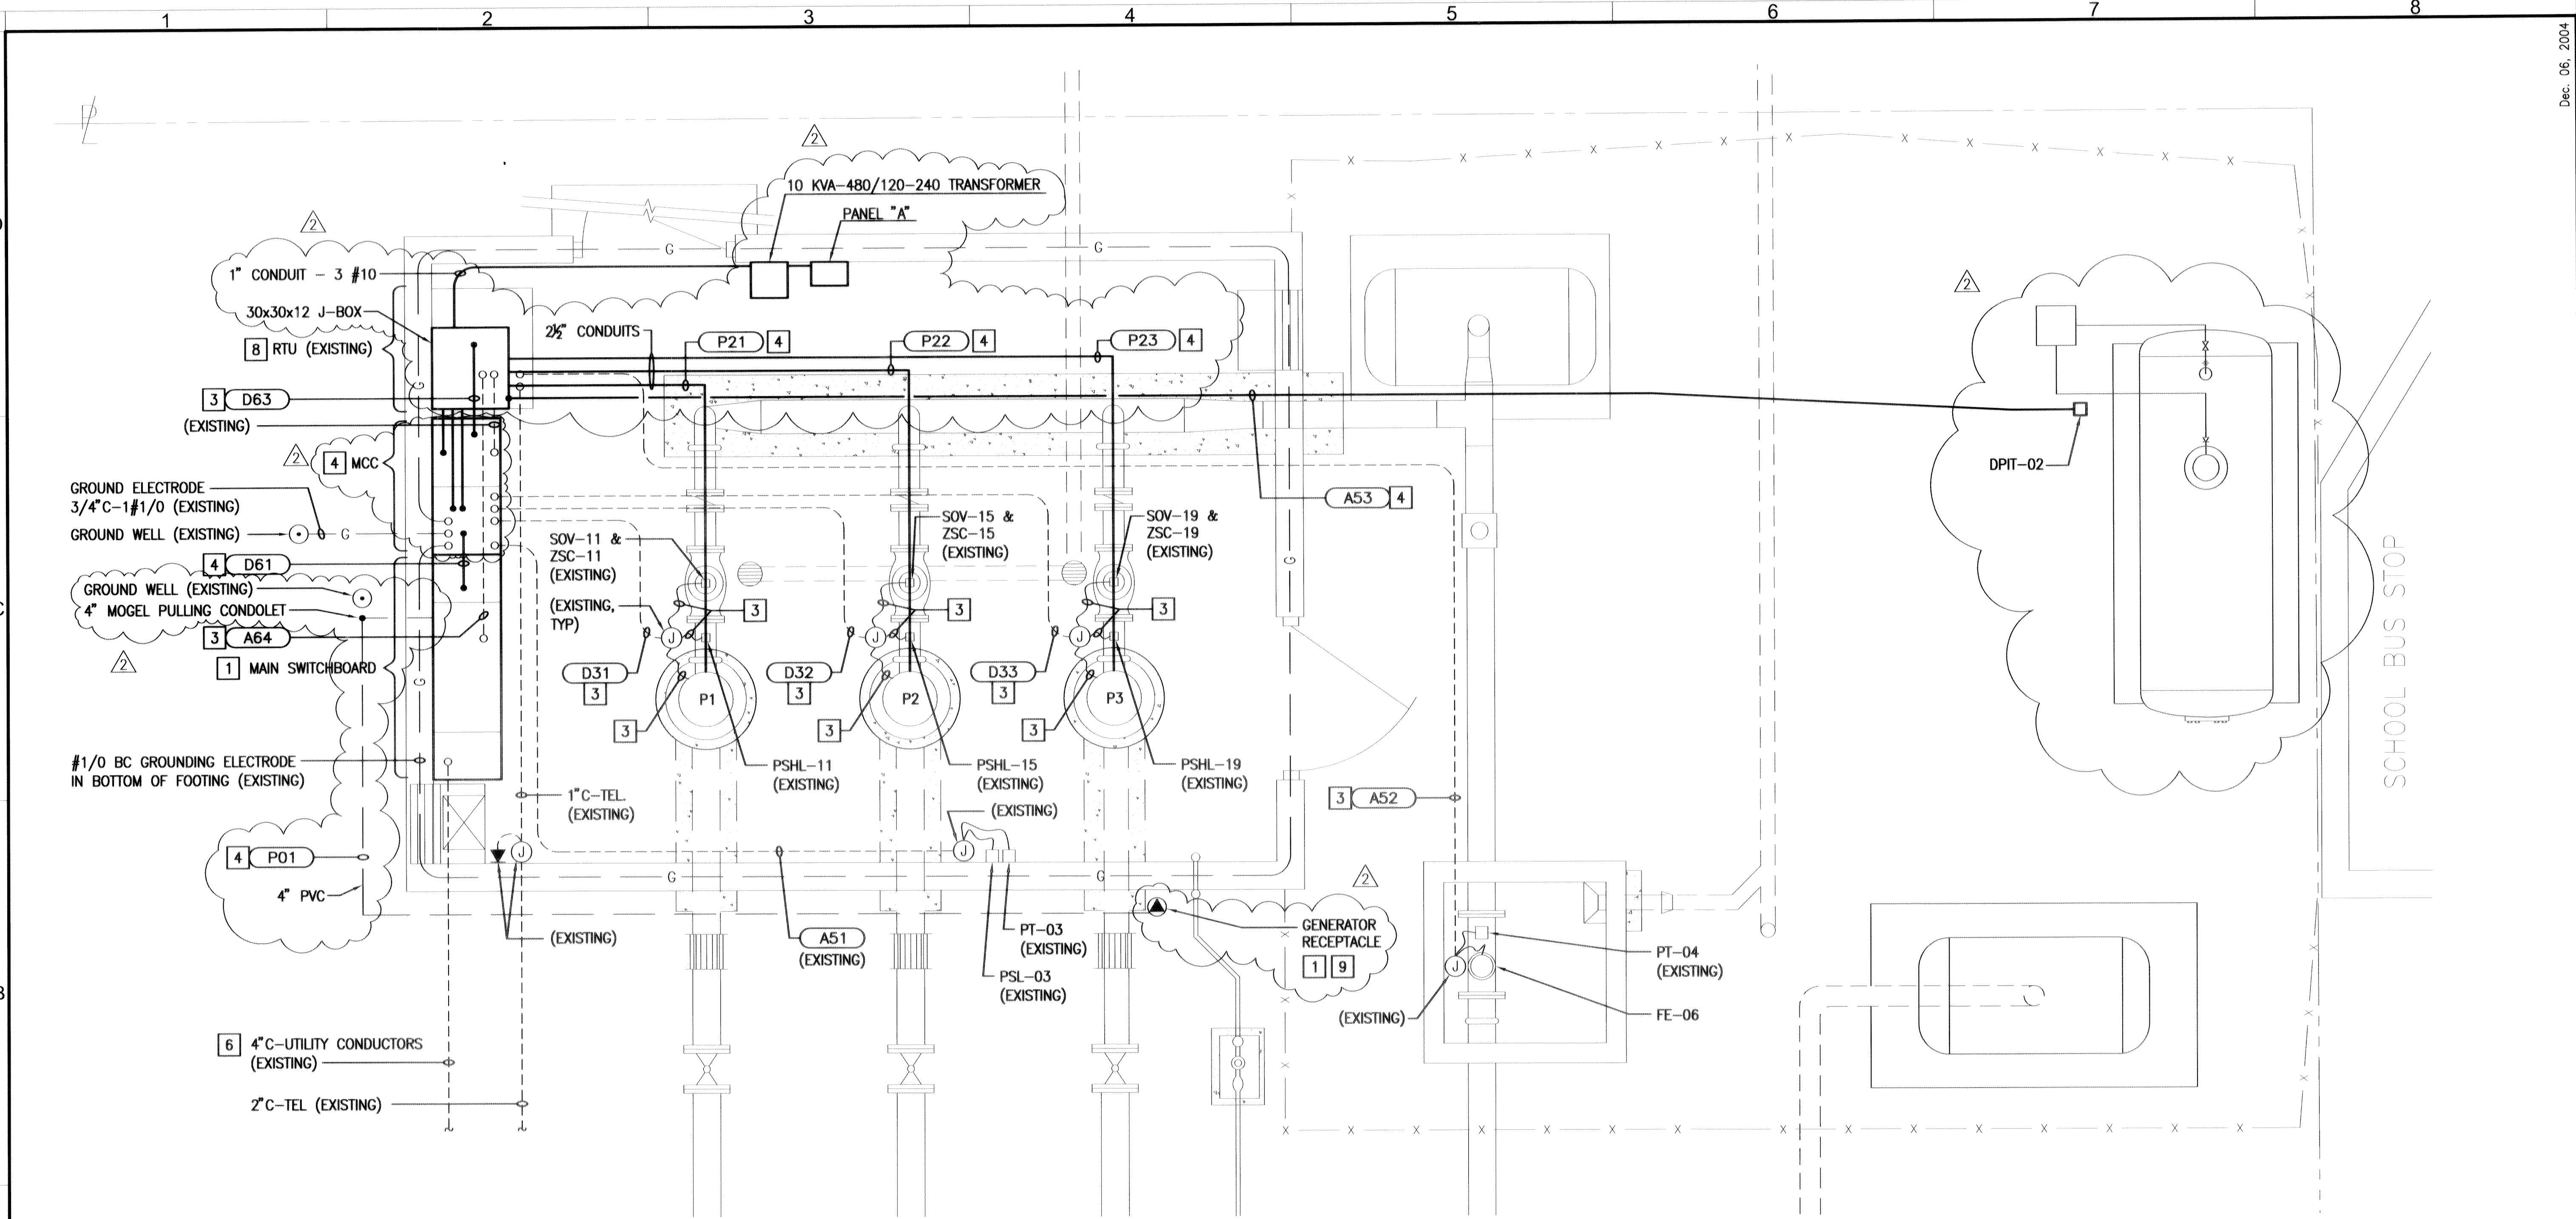 1 2 3 4 5 6 7 8
Dec. 06, 2004
2
10 KVA-480/120-240 TRANSFORMER
PANEL "A"
2
G
G
1" CONDUIT - 3 #10
30x30x12 J-BOX
8 RTU (EXISTING)
2½" CONDUITS
P21 4
P22 4
P23 4
2
G
3 D63
(EXISTING)
2
4 MCC
DPIT-02
GROUND ELECTRODE
3/4"C-1#1/0 (EXISTING)
A53 4
GROUND WELL (EXISTING)
G
SOV-11 &
ZSC-11
(EXISTING)
SOV-15 &
ZSC-15
(EXISTING)
SOV-19 &
ZSC-19
(EXISTING)
G
4 D61
GROUND WELL (EXISTING)
4" MOGEL PULLING CONDOLET
3 A64
(EXISTING,
TYP)
3
3
3
J
J
J
2
1 MAIN SWITCHBOARD
G
D31
3
D32
3
D33
3
P1
P2
P3
3
3
3
SCHOOL BUS STOP
#1/0 BC GROUNDING ELECTRODE
IN BOTTOM OF FOOTING (EXISTING)
PSHL-11
(EXISTING)
PSHL-15
(EXISTING)
PSHL-19
(EXISTING)
1"C-TEL.
(EXISTING)
(EXISTING)
3 A52
J
J
4 P01
4" PVC
G
G
2
(EXISTING)
A51
(EXISTING)
PT-03
(EXISTING)
PSL-03
(EXISTING)
GENERATOR
RECEPTACLE
1 9
J
PT-04
(EXISTING)
(EXISTING)
FE-06
6 4"C-UTILITY CONDUCTORS
(EXISTING)
2"C-TEL (EXISTING)